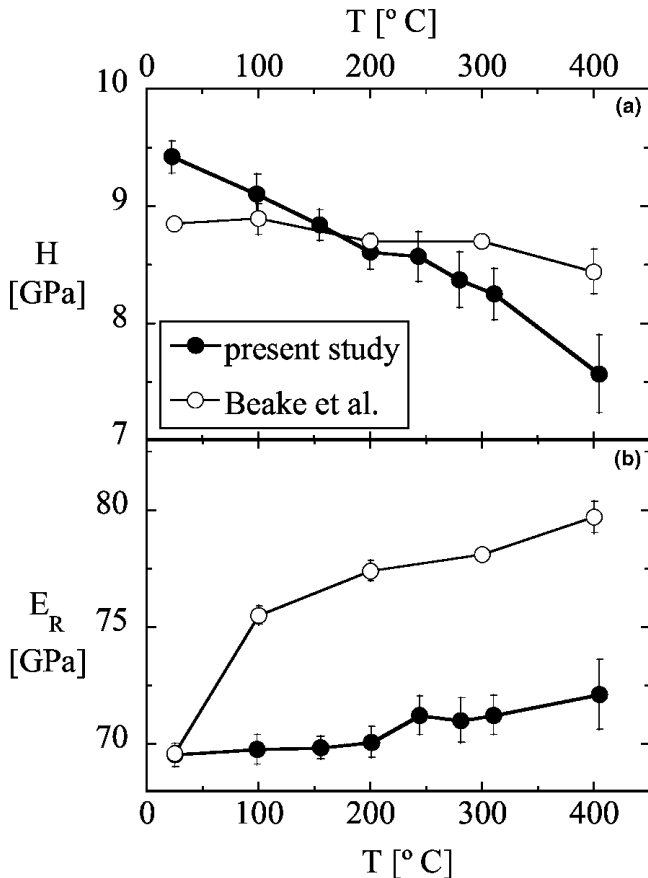 T [° C]
0 100 200 300 400
10
(a)
9
H
[GPa]
8
present study
Beake et al.
7
(b)
80
E_R
75
[GPa]
70
0 100 200 300 400
T [° C]